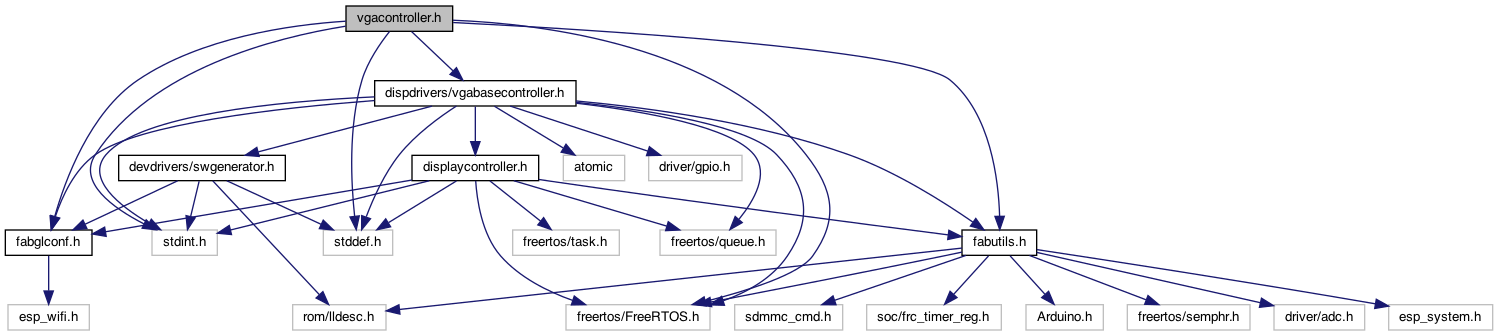 vgacontroller.h
dispdrivers/vgabasecontroller.h
devdrivers/swgenerator.h
displaycontroller.h
atomic
driver/gpio.h
fabglconf.h
stdint.h
stddef.h
freertos/task.h
freertos/queue.h
fabutils.h
esp_wifi.h
rom/lldesc.h
freertos/FreeRTOS.h
sdmmc_cmd.h
soc/frc_timer_reg.h
Arduino.h
freertos/semphr.h
driver/adc.h
esp_system.h